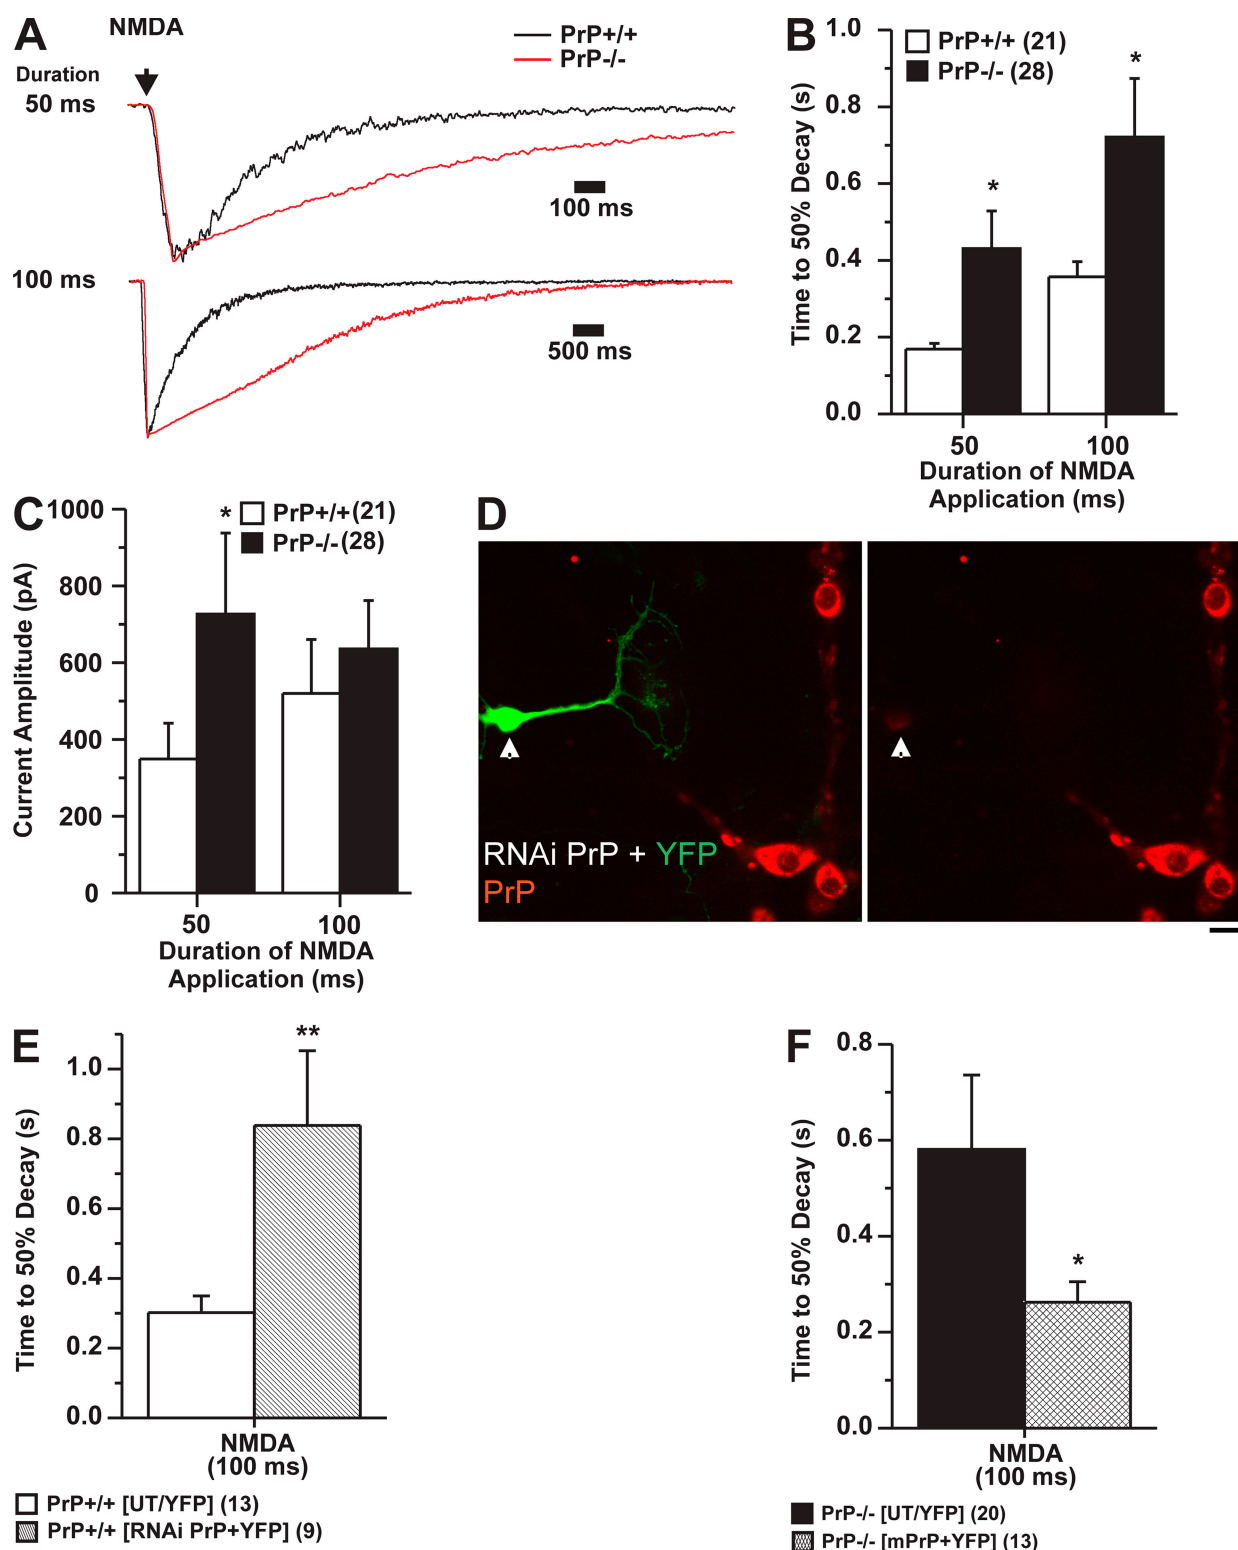 A
NMDA
PrP+/+
PrP-/-
Duration
50 ms
100 ms
100 ms
500 ms
B
PrP+/+ (21)
PrP-/- (28)
*
*
Time to 50% Decay (s)
1.0
0.8
0.6
0.4
0.2
0.0
50
100
Duration of NMDA
Application (ms)
C
PrP+/+(21)
PrP-/-(28)
*
Current Amplitude (pA)
1000
800
600
400
200
0
50
100
Duration of NMDA
Application (ms)
D
RNAi PrP + YFP
PrP
E
**
Time to 50% Decay (s)
1.0
0.8
0.6
0.4
0.2
0.0
NMDA
(100 ms)
PrP+/+ [UT/YFP] (13)
PrP+/+ [RNAi PrP+YFP] (9)
F
*
Time to 50% Decay (s)
0.8
0.6
0.4
0.2
0.0
NMDA
(100 ms)
PrP-/- [UT/YFP] (20)
PrP-/- [mPrP+YFP] (13)